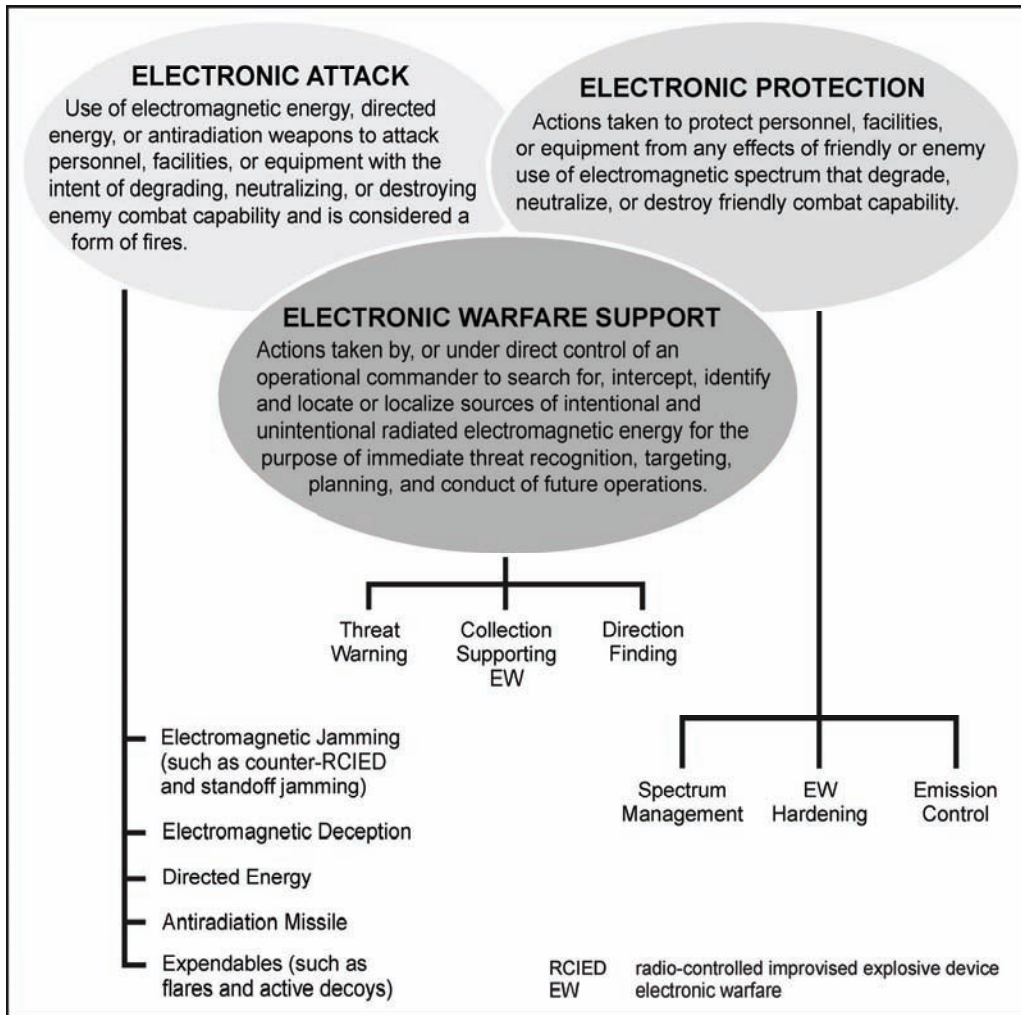 ELECTRONIC ATTACK
Use of electromagnetic energy, directed
energy, or antiradiation weapons to attack
personnel, facilities, or equipment with the
intent of degrading, neutralizing, or destroying
enemy combat capability and is considered a
form of fires.
ELECTRONIC PROTECTION
Actions taken to protect personnel, facilities,
or equipment from any effects of friendly or enemy
use of electromagnetic spectrum that degrade,
neutralize, or destroy friendly combat capability.
ELECTRONIC WARFARE SUPPORT
Actions taken by, or under direct control of an
operational commander to search for, intercept, identify
and locate or localize sources of intentional and
unintentional radiated electromagnetic energy for the
purpose of immediate threat recognition, targeting,
planning, and conduct of future operations.
Threat
Warning
Collection
Supporting
EW
Direction
Finding
Electromagnetic Jamming
(such as counter-RCIED
and standoff jamming)
Electromagnetic Deception
Directed Energy
Antiradiation Missile
Expendables (such as
flares and active decoys)
Spectrum
Management
EW
Hardening
Emission
Control
RCIED radio-controlled improvised explosive device
EW electronic warfare